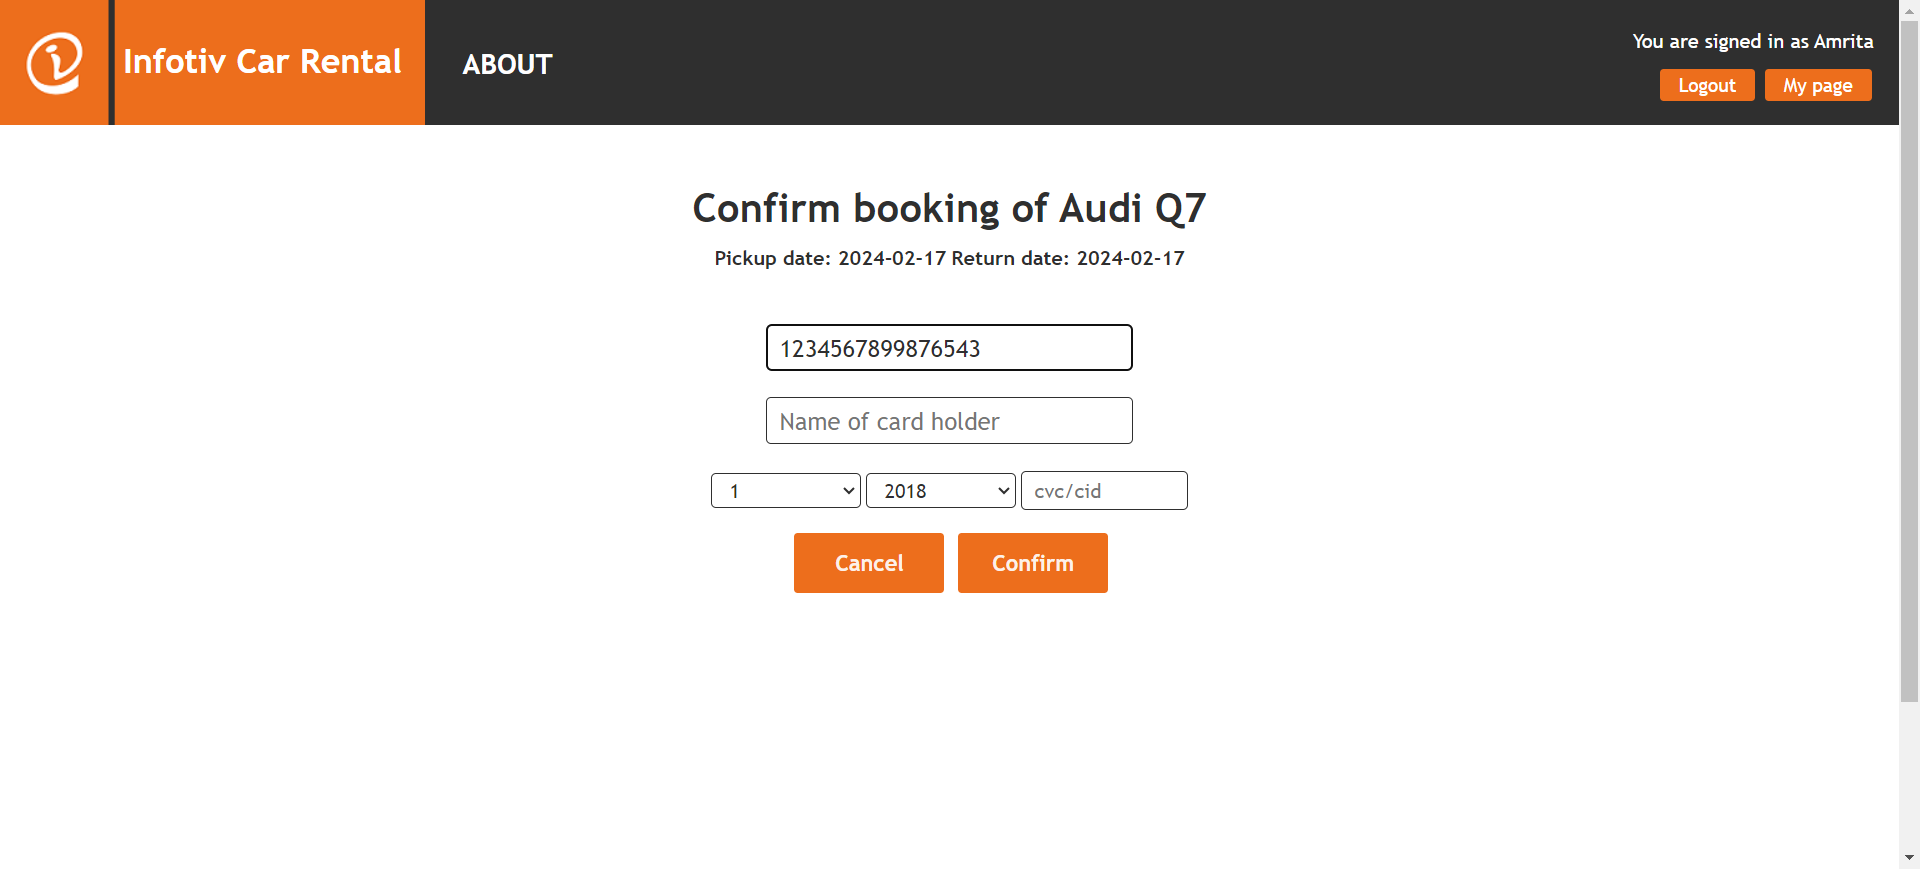 Infotiv Car Rental
ABOUT
You are signed in as Amrita
Logout My page
Confirm booking of Audi Q7
Pickup date: 2024-02-17 Return date: 2024-02-17
1234567899876543
Name of card holder
1 2018 cvc/cid
Cancel Confirm